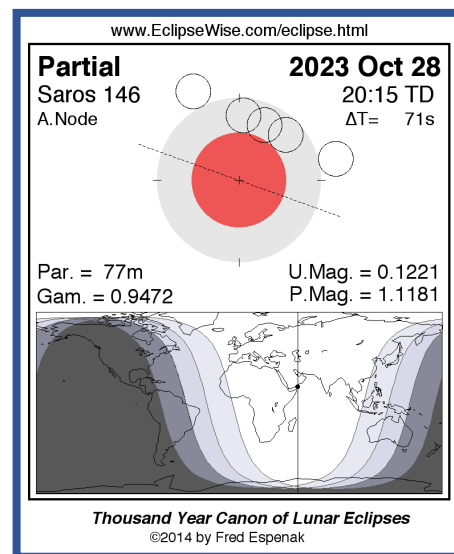 www.EclipseWise.com/eclipse.html
Partial 2023 Oct 28
Saros 146 20:15 TD
A.Node ΔT= 71s
Par. = 77m U.Mag. = 0.1221
Gam. = 0.9472 P.Mag. = 1.1181
Thousand Year Canon of Lunar Eclipses
©2014 by Fred Espenak